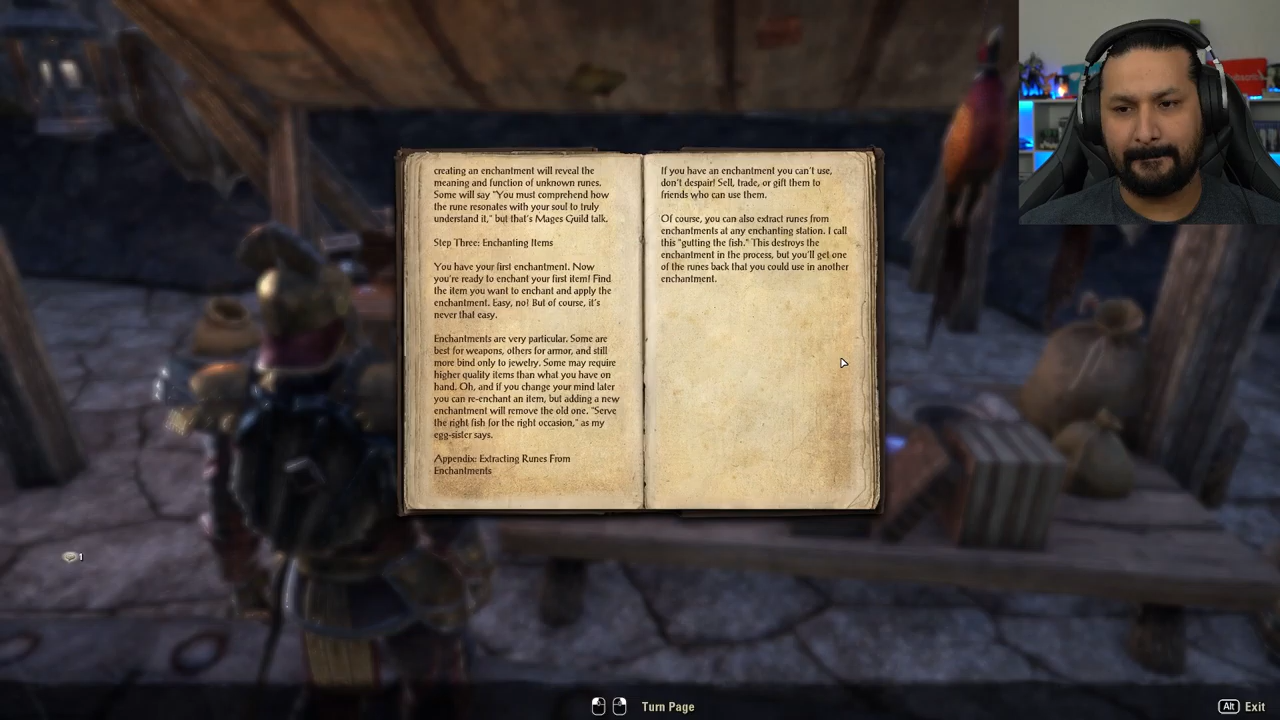 creating an enchantment will reveal the
meaning and function of unknown runes.
Some will say "You must comprehend how
the rune resonates with your soul to truly
understand it," but that's Mages Guild talk.
Step Three: Enchanting Items
You have your first enchantment. Now
you're ready to enchant your first item! Find
the item you want to enchant and apply the
enchantment. Easy, no! But of course, it's
never that easy.
Enchantments are very particular. Some are
best for weapons, others for armor, and still
more bind only to jewelry. Some may require
higher quality items than what you have on
hand. Oh, and if you change your mind later
you can re-enchant an item, but adding a new
enchantment will remove the old one. "Serve
the right fish for the right occasion," as my
egg-sister says.
Appendix: Extracting Runes From
Enchantments
If you have an enchantment you can't use,
don't despair! Sell, trade, or gift them to
friends who can use them.
Of course, you can also extract runes from
enchantments at any enchanting station. I call
this "gutting the fish." This destroys the
enchantment in the process, but you'll get one
of the runes back that you could use in another
enchantment.
1
Turn Page
Alt Exit